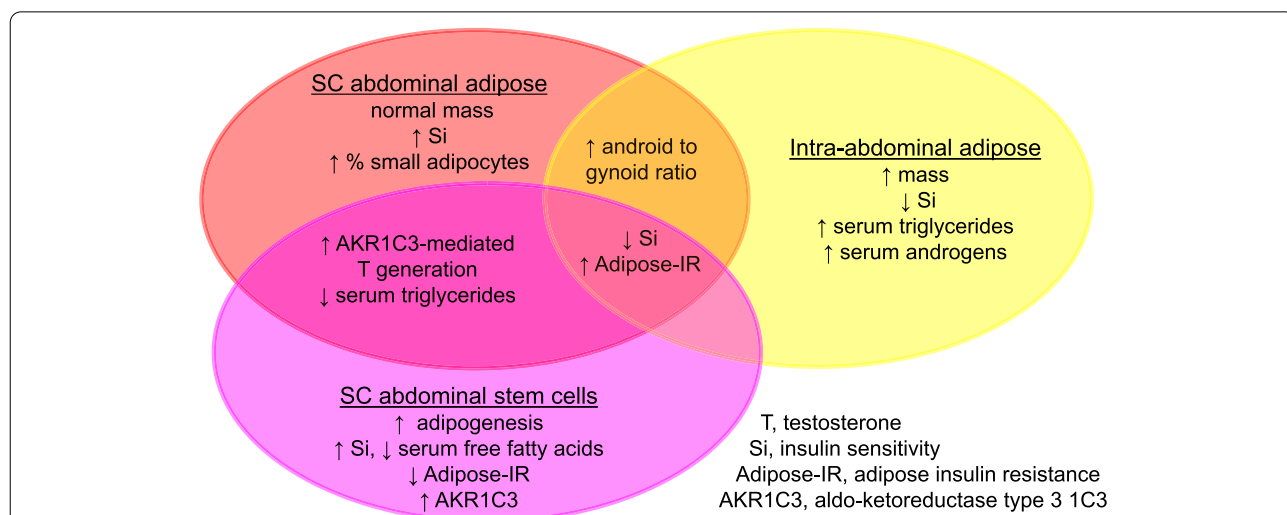 SC abdominal adipose
normal mass
↑ Si
↑ % small adipocytes
↑ android to
gynoid ratio
Intra-abdominal adipose
↑ mass
↓ Si
↑ serum triglycerides
↑ serum androgens
↑ AKR1C3-mediated
T generation
↓ serum triglycerides
↓ Si
↑ Adipose-IR
SC abdominal stem cells
↑ adipogenesis
↑ Si, ↓ serum free fatty acids
↓ Adipose-IR
↑ AKR1C3
T, testosterone
Si, insulin sensitivity
Adipose-IR, adipose insulin resistance
AKR1C3, aldo-ketoreductase type 3 1C3